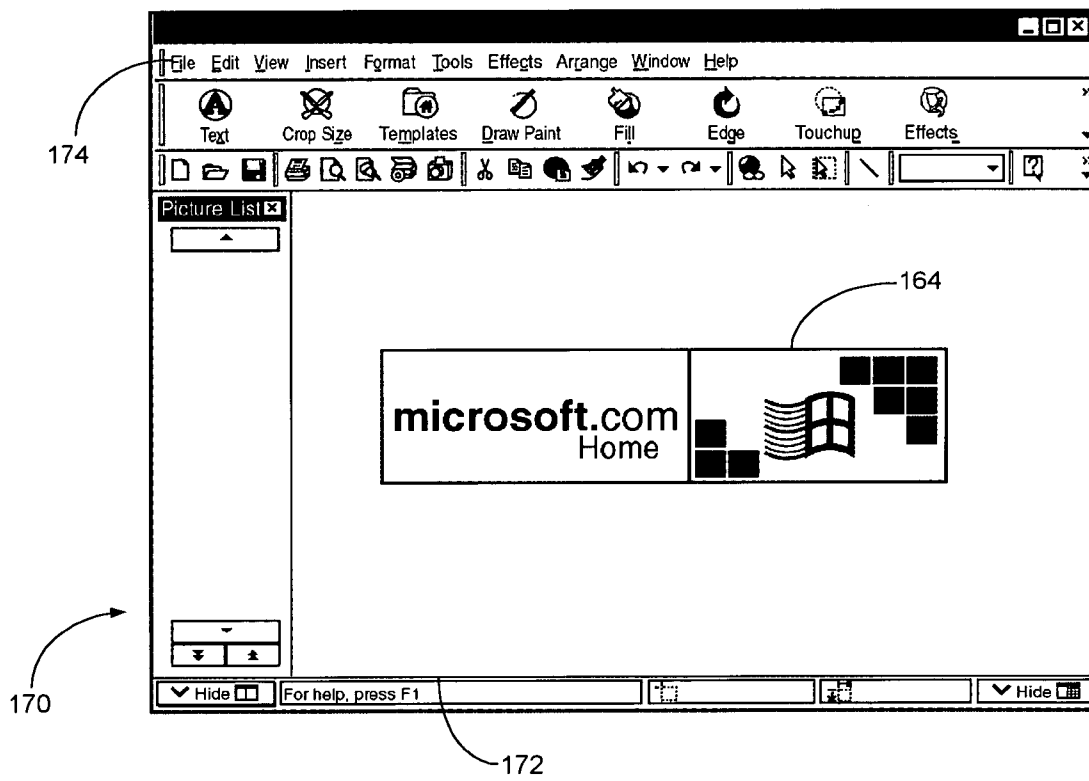 File Edit View Insert Format Tools Effects Arrange Window Help
174
Text Crop Size Templates Draw Paint Fill Edge Touchup Effects
Picture List
164
microsoft.com
Home
170
Hide For help, press F1 Hide
172